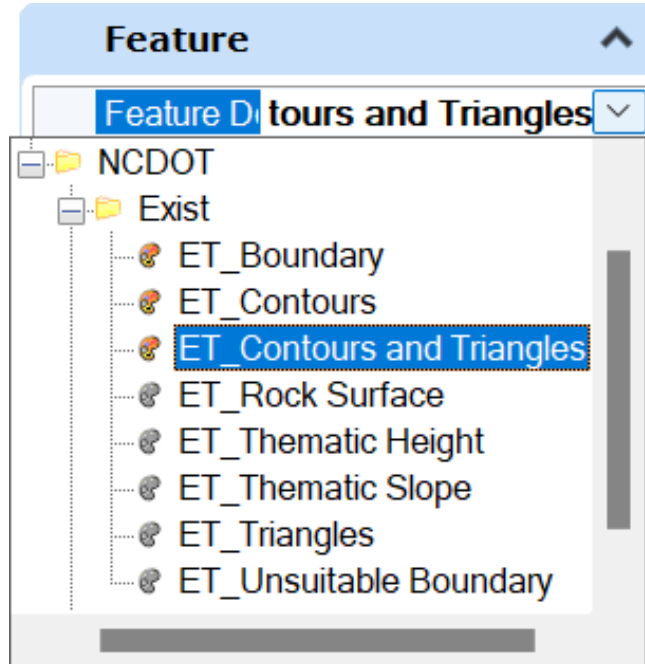 Feature
Feature De tours and Triangles
NCDOT
Exist
ET_Boundary
ET_Contours
ET_Contours and Triangles
ET_Rock Surface
ET_Thematic Height
ET_Thematic Slope
ET_Triangles
ET_Unsuitable Boundary